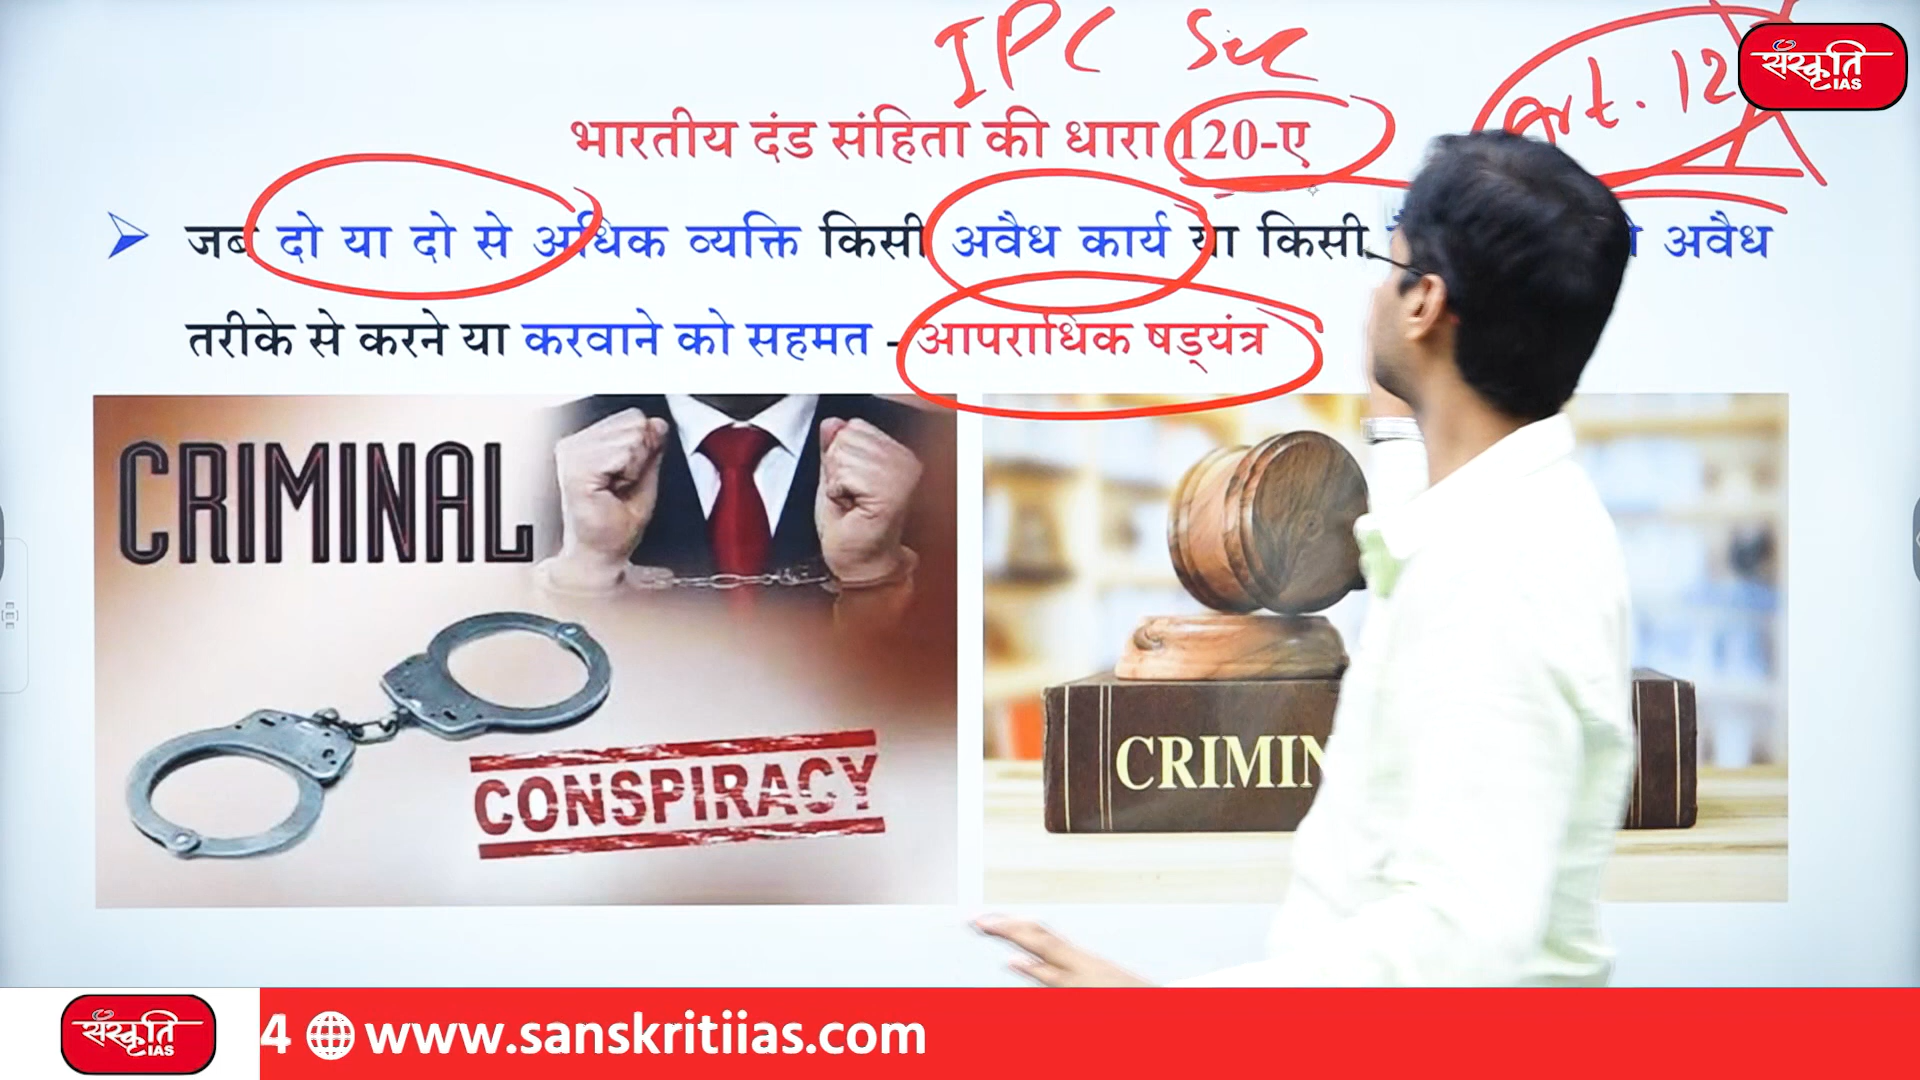 IPC Sec
Art. 12
संस्कृति
IAS
भारतीय दंड संहिता की धारा 120-ए
जब दो या दो से अधिक व्यक्ति किसी अवैध कार्य या किसी अवैध
तरीके से करने या करवाने को सहमत - आपराधिक षड्यंत्र
CRIMINAL
CONSPIRACY
CRIMIN
संस्कृति
IAS
4 www.sanskritiias.com